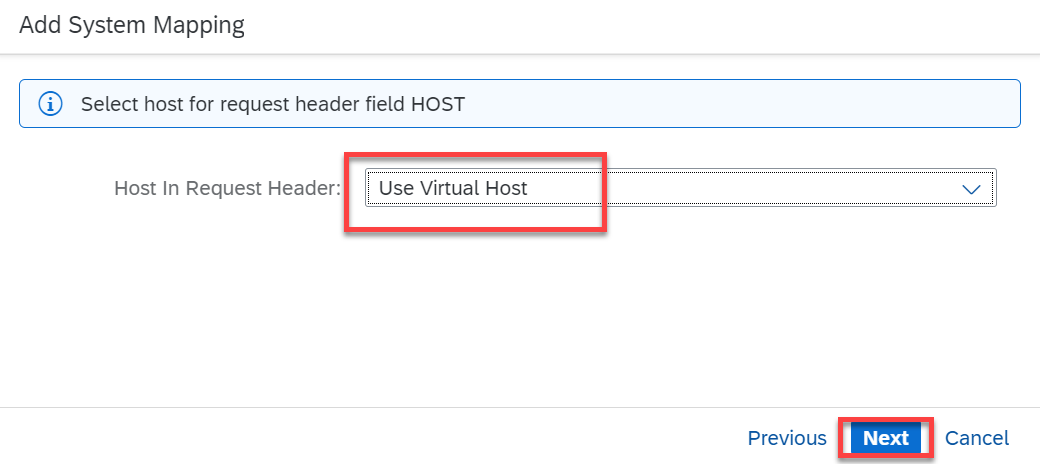 Add System Mapping
Select host for request header field HOST
Host In Request Header: Use Virtual Host
Previous Next Cancel